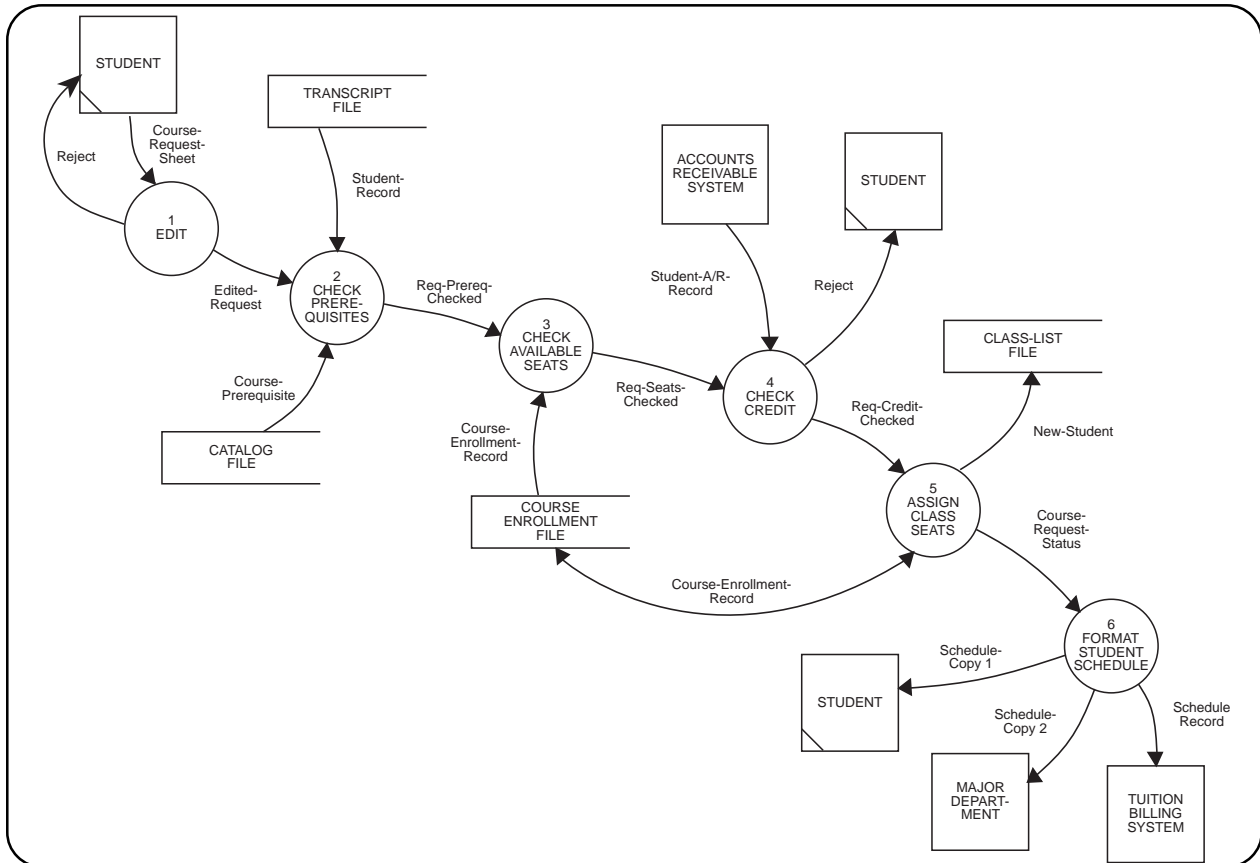 STUDENT
Course-
Request-
Sheet
Reject
1
EDIT
TRANSCRIPT
FILE
Student-
Record
Edited-
Request
2
CHECK
PRERE-
QUISITES
Course-
Prerequisite
CATALOG
FILE
Req-Prereq-
Checked
3
CHECK
AVAILABLE
SEATS
Course-
Enrollment-
Record
COURSE
ENROLLMENT
FILE
Req-Seats-
Checked
ACCOUNTS
RECEIVABLE
SYSTEM
Student-A/R-
Record
4
CHECK
CREDIT
Reject
STUDENT
Req-Credit-
Checked
CLASS-LIST
FILE
New-Student
5
ASSIGN
CLASS
SEATS
Course-Enrollment-
Record
Course-
Request-
Status
6
FORMAT
STUDENT
SCHEDULE
Schedule-
Copy 1
STUDENT
Schedule-
Copy 2
MAJOR
DEPART-
MENT
Schedule
Record
TUITION
BILLING
SYSTEM